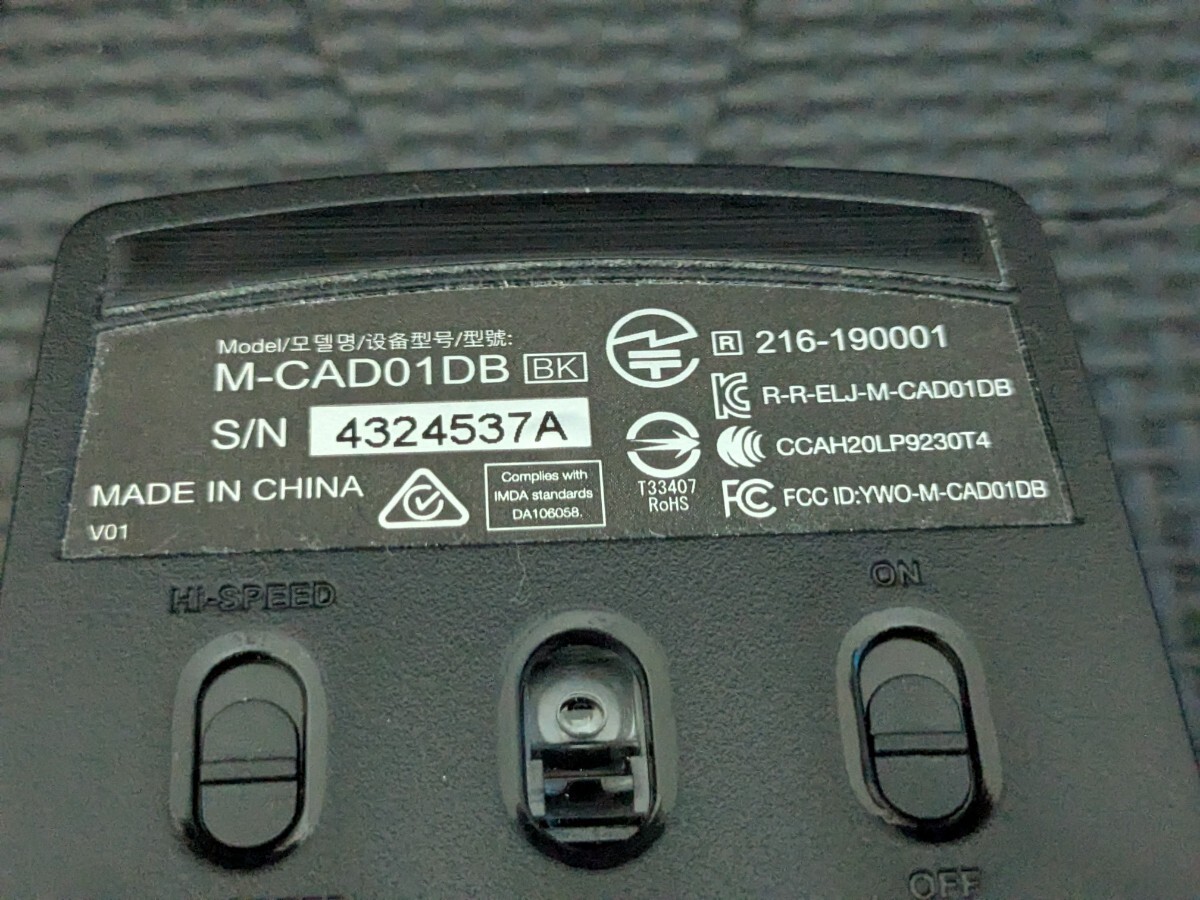 Model/모델명/设备型号/型號:
M-CAD01DB BK
S/N 4324537A
MADE IN CHINA
V01
Complies with
IMDA standards
DA106058.
T33407
RoHS
R 216-190001
R-R-ELJ-M-CAD01DB
CCAH20LP9230T4
FC FCC ID:YWO-M-CAD01DB
HI-SPEED
ON
OFF